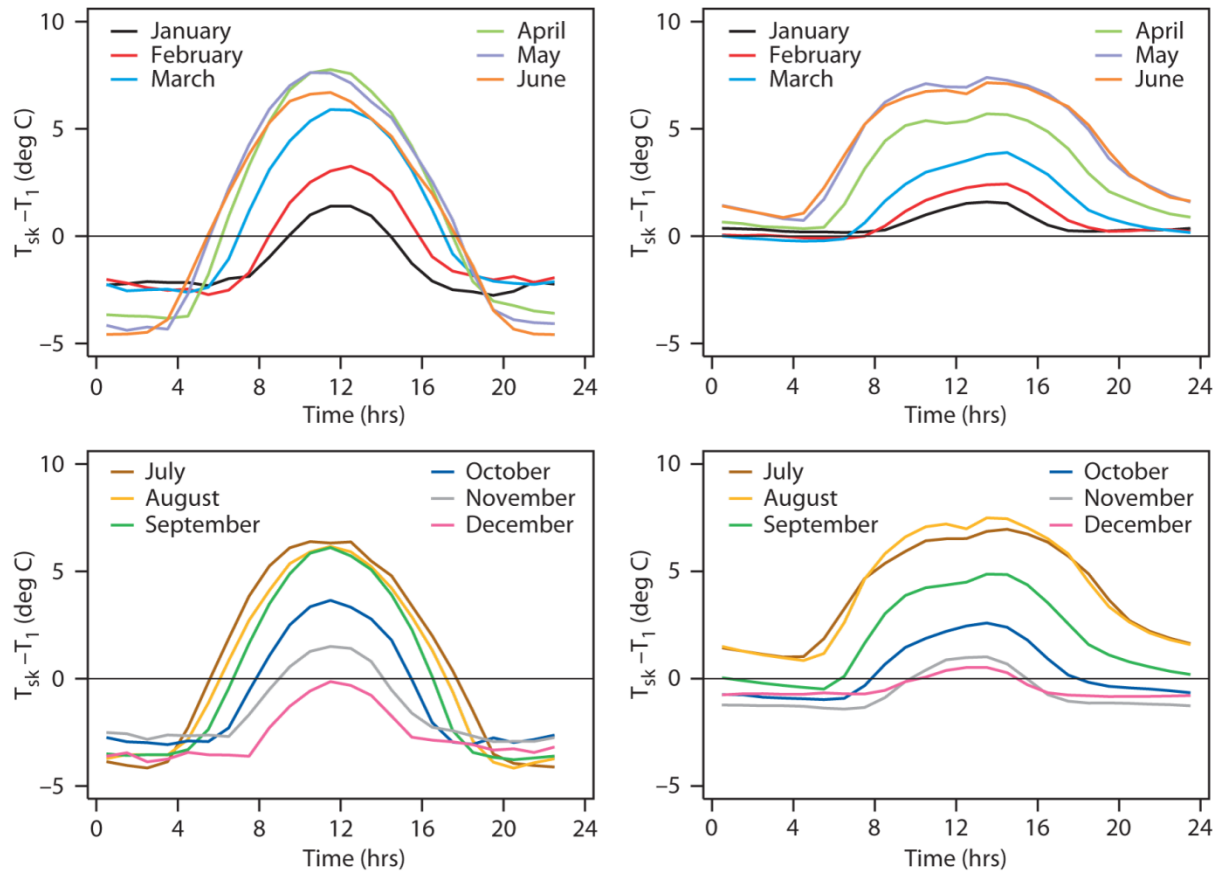 10
5
0
−5
T_sk − T_1 (deg C)
January
February
March
April
May
June
0 4 8 12 16 20 24
Time (hrs)
10
5
0
−5
T_sk − T_1 (deg C)
January
February
March
April
May
June
0 4 8 12 16 20 24
Time (hrs)
10
5
0
−5
T_sk − T_1 (deg C)
July
August
September
October
November
December
0 4 8 12 16 20 24
Time (hrs)
10
5
0
−5
T_sk − T_1 (deg C)
July
August
September
October
November
December
0 4 8 12 16 20 24
Time (hrs)